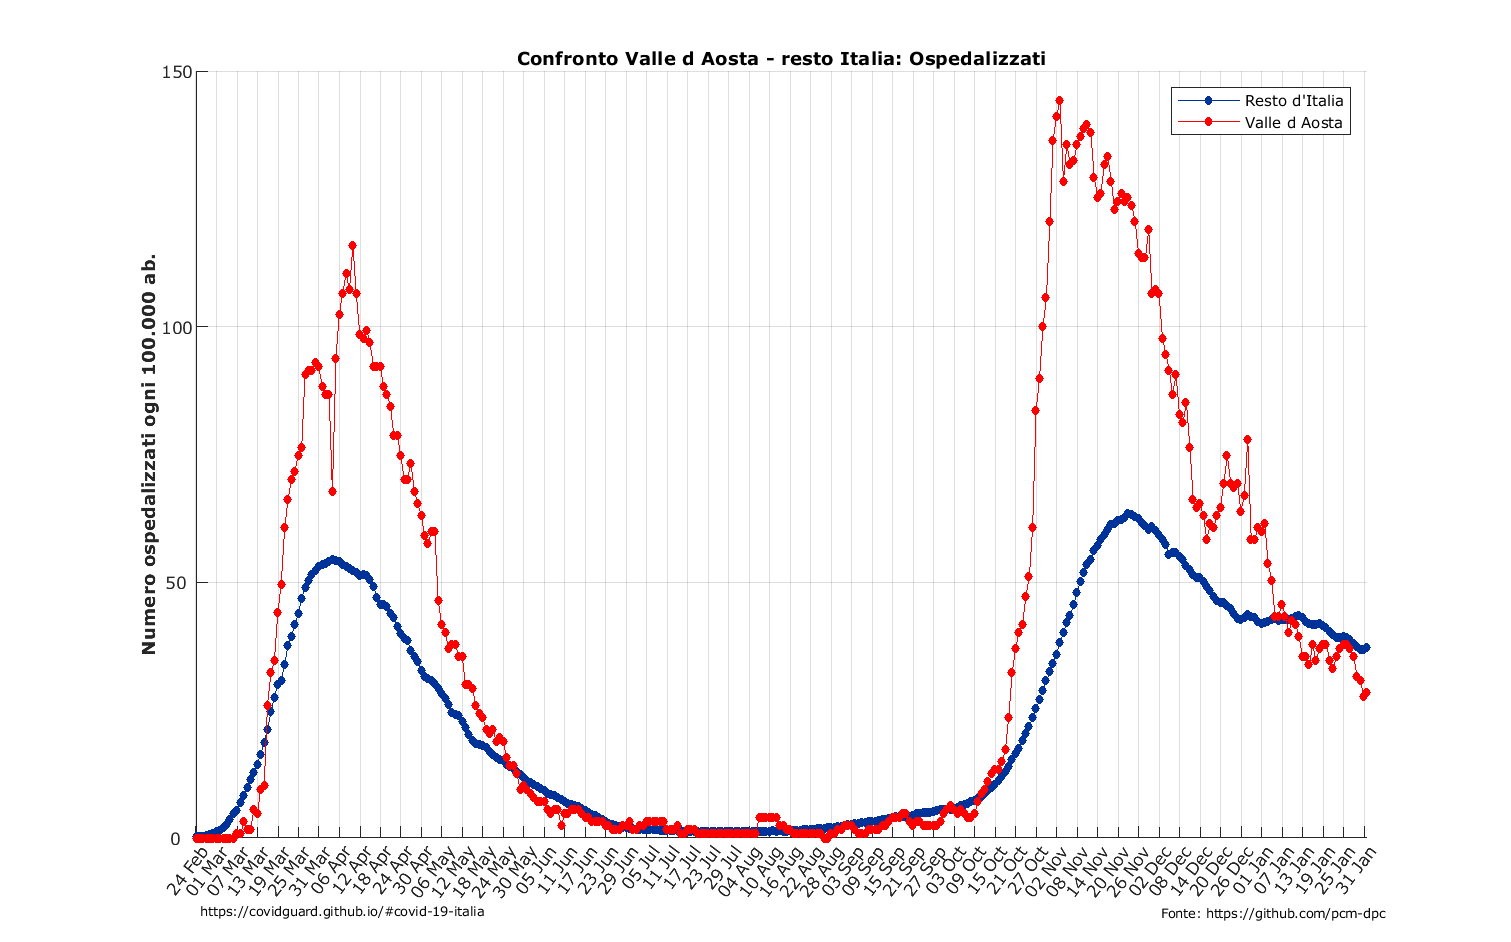 Confronto Valle d Aosta - resto Italia: Ospedalizzati
Numero ospedalizzati ogni 100.000 ab.
150
100
50
0
Resto d'Italia
Valle d Aosta
24 Feb
01 Mar
07 Mar
13 Mar
19 Mar
25 Mar
31 Mar
06 Apr
12 Apr
18 Apr
24 Apr
30 Apr
06 May
12 May
18 May
24 May
30 May
05 Jun
11 Jun
17 Jun
23 Jun
29 Jun
05 Jul
11 Jul
17 Jul
23 Jul
29 Jul
04 Aug
10 Aug
16 Aug
22 Aug
28 Aug
03 Sep
09 Sep
15 Sep
21 Sep
27 Sep
03 Oct
09 Oct
15 Oct
21 Oct
27 Oct
02 Nov
08 Nov
14 Nov
20 Nov
26 Nov
02 Dec
08 Dec
14 Dec
20 Dec
26 Dec
01 Jan
07 Jan
13 Jan
19 Jan
25 Jan
31 Jan
https://covidguard.github.io/#covid-19-italia
Fonte: https://github.com/pcm-dpc